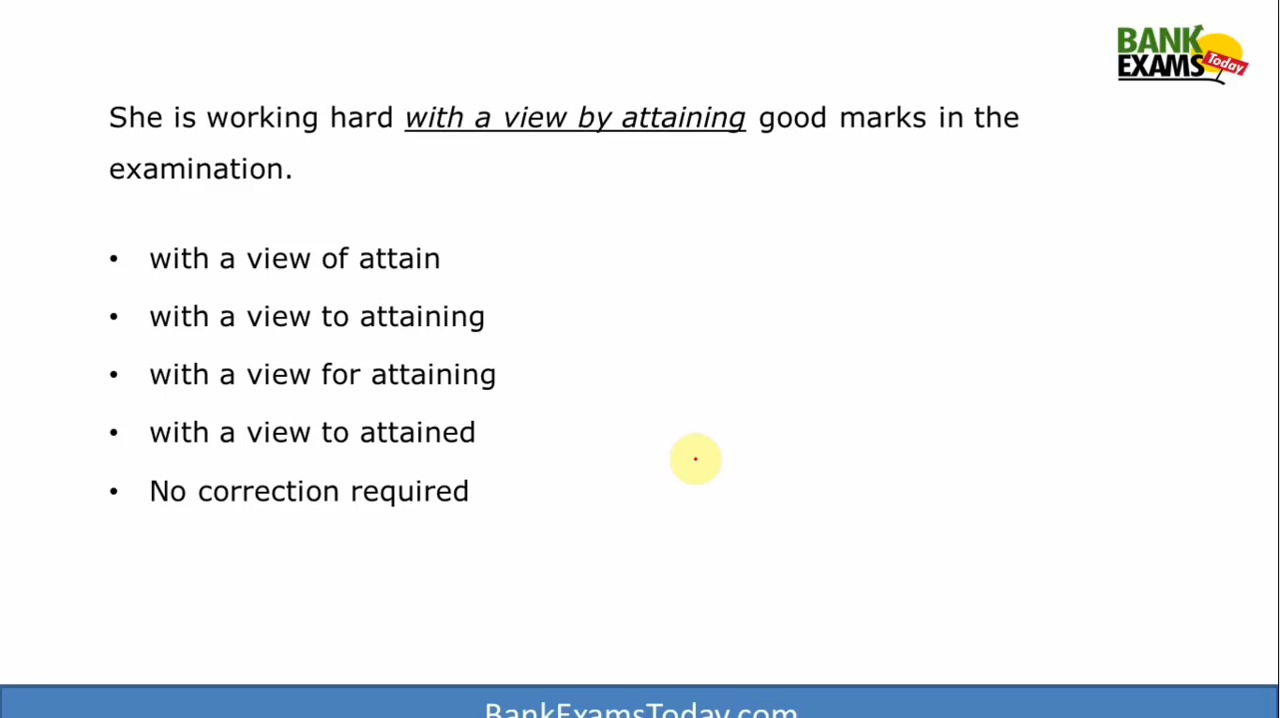 BANK
EXAMS Today
She is working hard with a view by attaining good marks in the
examination.
• with a view of attain
• with a view to attaining
• with a view for attaining
• with a view to attained
• No correction required
BankExamsToday.com